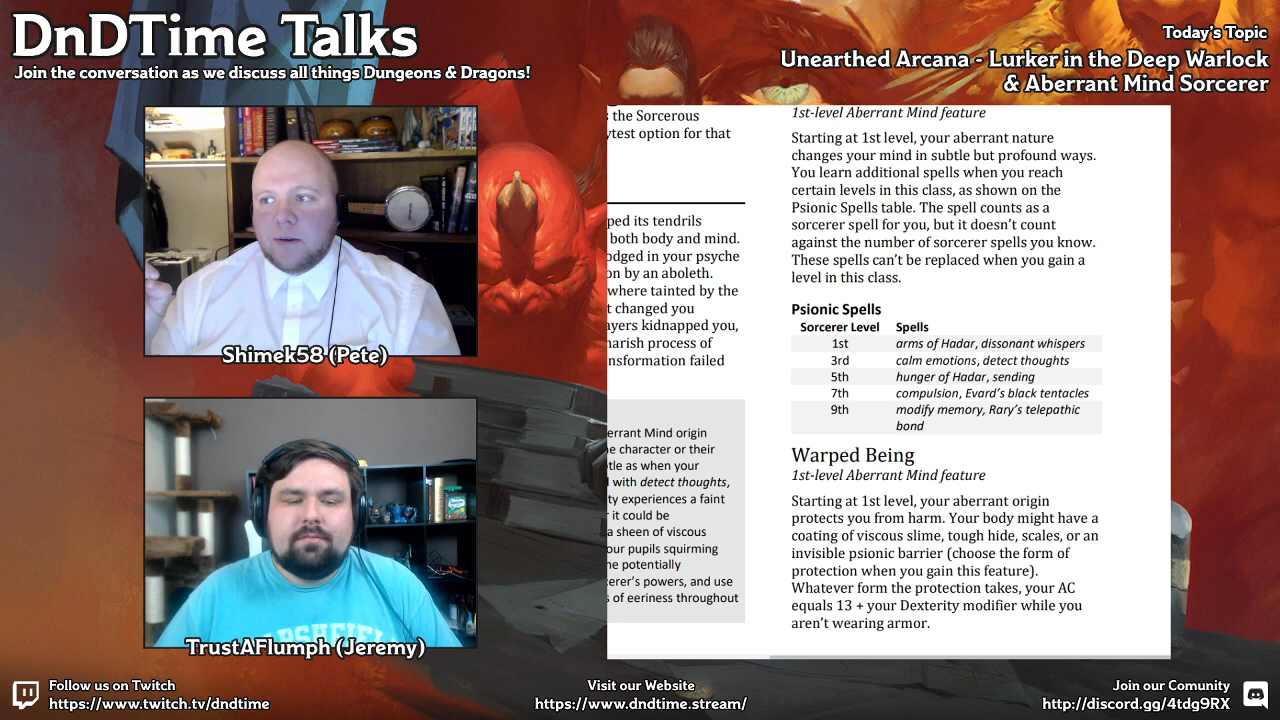 DnDTime Talks
Join the conversation as we discuss all things Dungeons & Dragons!
Today's Topic
Unearthed Arcana - Lurker in the Deep Warlock
& Aberrant Mind Sorcerer
Shimek58 (Pete)
TrustAFlumph (Jeremy)
the Sorcerous
option for that
its tendrils
both body and mind.
in your psyche
by an aboleth.
where tainted by the
changed you
kidnapped you,
process of
failed
Mind origin
character or their
as when your
with detect thoughts,
experiences a faint
it could be
a sheen of viscous
pupils squirming
potentially
powers, and use
of eeriness throughout
1st-level Aberrant Mind feature
Starting at 1st level, your aberrant nature
changes your mind in subtle but profound ways.
You learn additional spells when you reach
certain levels in this class, as shown on the
Psionic Spells table. The spell counts as a
sorcerer spell for you, but it doesn't count
against the number of sorcerer spells you know.
These spells can't be replaced when you gain a
level in this class.
Psionic Spells
Sorcerer Level Spells
1st arms of Hadar, dissonant whispers
3rd calm emotions, detect thoughts
5th hunger of Hadar, sending
7th compulsion, Evard's black tentacles
9th modify memory, Rary's telepathic
bond
Warped Being
1st-level Aberrant Mind feature
Starting at 1st level, your aberrant origin
protects you from harm. Your body might have a
coating of viscous slime, tough hide, scales, or an
invisible psionic barrier (choose the form of
protection when you gain this feature).
Whatever form the protection takes, your AC
equals 13 + your Dexterity modifier while you
aren't wearing armor.
Follow us on Twitch
https://www.twitch.tv/dndtime
Visit our Website
https://www.dndtime.stream/
Join our Comunity
http://discord.gg/4tdg9RX